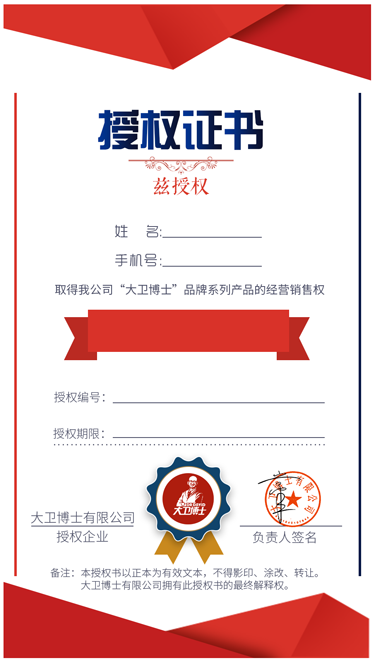 授权证书
兹授权
姓 名:
手机号:
取得我公司“大卫博士”品牌系列产品的经营销售权
授权编号:
授权期限:
大卫博士
大卫博士有限公司
授权企业
负责人签名
备注：本授权书以正本为有效文本，不得影印、涂改、转让。
大卫博士有限公司拥有此授权书的最终解释权。